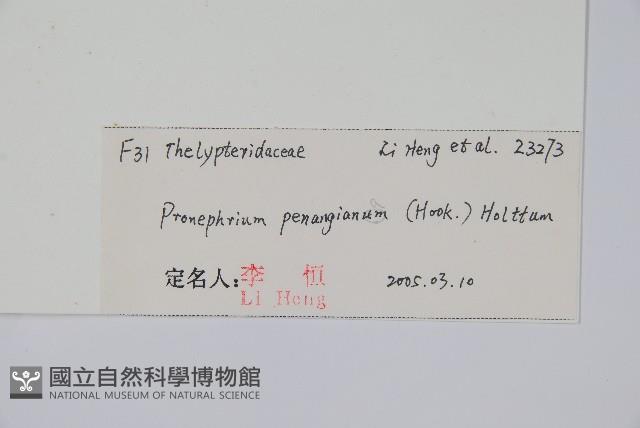 F31 Thelypteridaceae Li Heng et al. 23273
Pronephrium penangianum (Hook.) Holttum
定名人:李 恒 2005.03.10
Li Heng
國立自然科學博物館
NATIONAL MUSEUM OF NATURAL SCIENCE